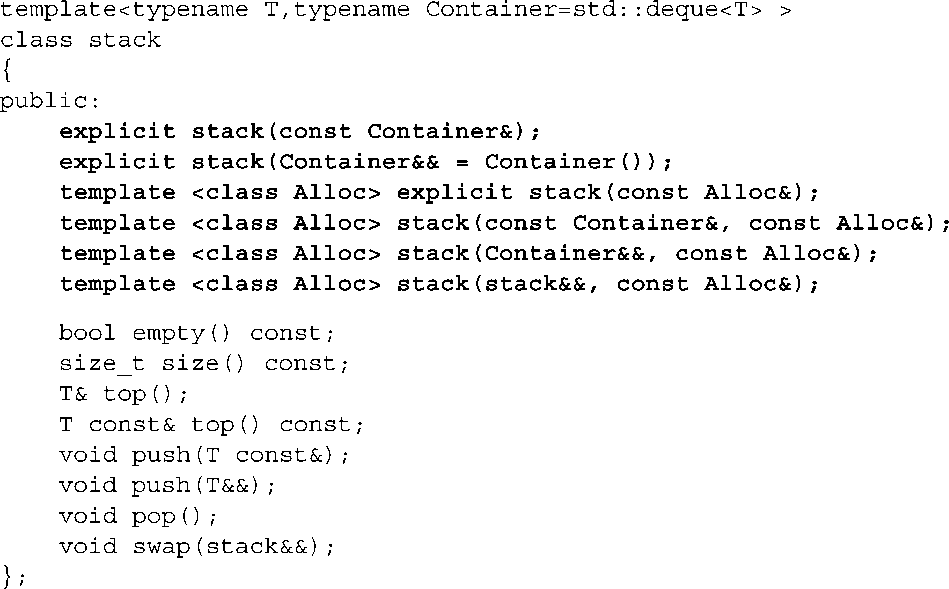 template<typename T,typename Container=std::deque<T> >
class stack
{
public:
    explicit stack(const Container&);
    explicit stack(Container&& = Container());
    template <class Alloc> explicit stack(const Alloc&);
    template <class Alloc> stack(const Container&, const Alloc&);
    template <class Alloc> stack(Container&&, const Alloc&);
    template <class Alloc> stack(stack&&, const Alloc&);
    bool empty() const;
    size_t size() const;
    T& top();
    T const& top() const;
    void push(T const&);
    void push(T&&);
    void pop();
    void swap(stack&&);
};